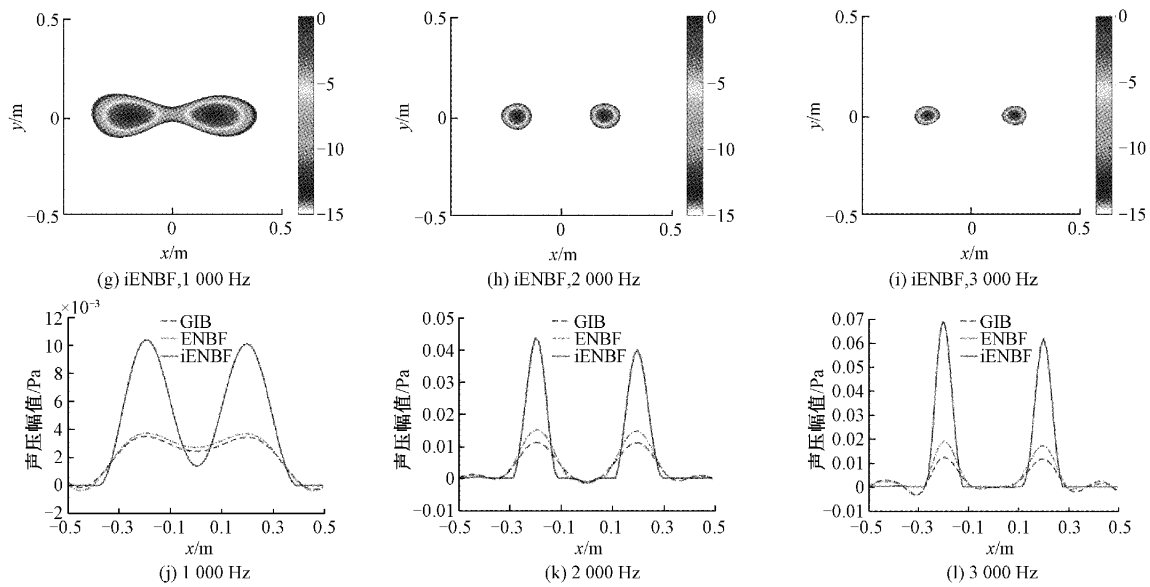 0.5
0
−0.5
y/m
0
0.5
x/m
0
−5
−10
−15
(g) iENBF,1 000 Hz
0.5
0
−0.5
y/m
0
0.5
x/m
0
−5
−10
−15
(h) iENBF,2 000 Hz
0.5
0
−0.5
y/m
0
0.5
x/m
0
−5
−10
−15
(i) iENBF,3 000 Hz
×10⁻³
12
10
8
6
4
2
0
−2
声压幅值/Pa
GIB
ENBF
iENBF
−0.5
−0.3
−0.1
0.1
0.3
0.5
x/m
(j) 1 000 Hz
0.05
0.04
0.03
0.02
0.01
0
−0.01
声压幅值/Pa
GIB
ENBF
iENBF
−0.5
−0.3
−0.1
0.1
0.3
0.5
x/m
(k) 2 000 Hz
0.07
0.06
0.05
0.04
0.03
0.02
0.01
0
−0.01
声压幅值/Pa
GIB
ENBF
iENBF
−0.5
−0.3
−0.1
0.1
0.3
0.5
x/m
(l) 3 000 Hz